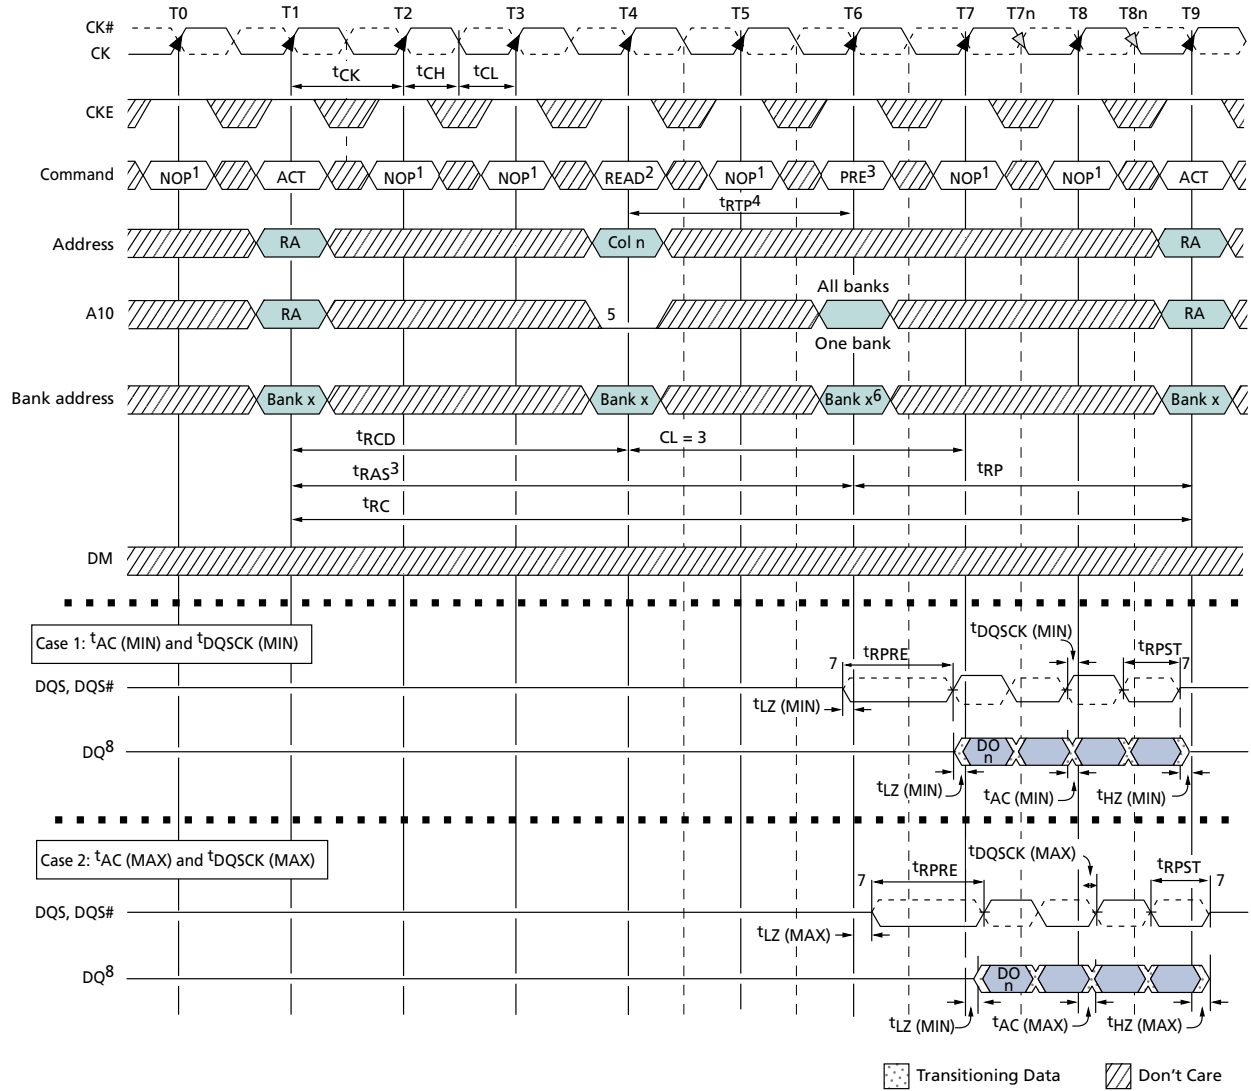 T0 T1 T2 T3 T4 T5 T6 T7 T7n T8 T8n T9
CK#
CK
tCK tCH tCL
CKE
Command NOP1 ACT NOP1 NOP1 READ2 NOP1 PRE3 NOP1 NOP1 ACT
tRTP4
Address RA Col n RA
All banks
A10 RA 5 RA
One bank
Bank address Bank x Bank x Bank x6 Bank x
tRCD CL = 3
tRAS3 tRP
tRC
DM
Case 1: tAC (MIN) and tDQSCK (MIN)
tDQSCK (MIN)
7 tRPRE tRPST 7
DQS, DQS#
tLZ (MIN)
DQ8 DO
n
tLZ (MIN) tAC (MIN) tHZ (MIN)
Case 2: tAC (MAX) and tDQSCK (MAX)
tDQSCK (MAX)
7 tRPRE tRPST 7
DQS, DQS#
tLZ (MAX)
DQ8 DO
n
tLZ (MIN) tAC (MAX) tHZ (MAX)
Transitioning Data Don't Care